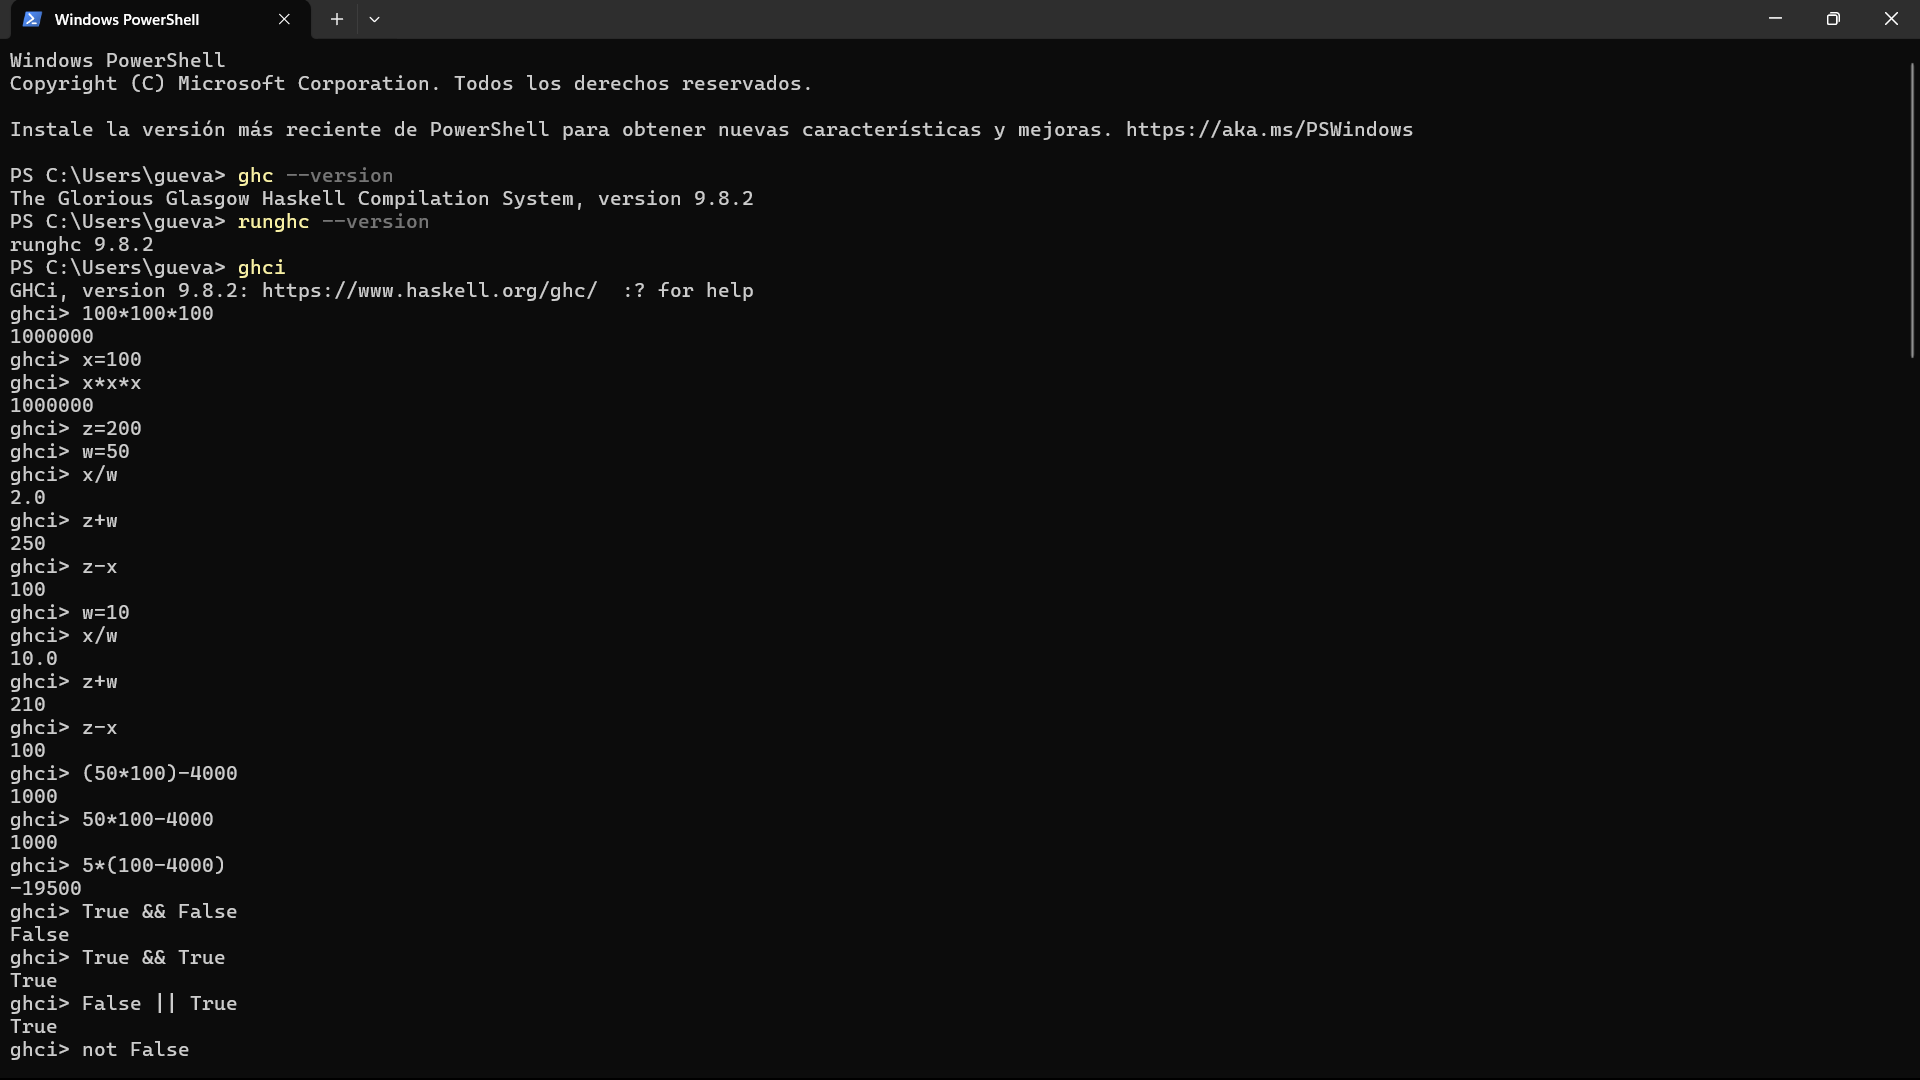 Windows PowerShell
Windows PowerShell
Copyright (C) Microsoft Corporation. Todos los derechos reservados.
Instale la versión más reciente de PowerShell para obtener nuevas características y mejoras. https://aka.ms/PSWindows
PS C:\Users\gueva> ghc --version
The Glorious Glasgow Haskell Compilation System, version 9.8.2
PS C:\Users\gueva> runghc --version
runghc 9.8.2
PS C:\Users\gueva> ghci
GHCi, version 9.8.2: https://www.haskell.org/ghc/  :? for help
ghci> 100*100*100
1000000
ghci> x=100
ghci> x*x*x
1000000
ghci> z=200
ghci> w=50
ghci> x/w
2.0
ghci> z+w
250
ghci> z-x
100
ghci> w=10
ghci> x/w
10.0
ghci> z+w
210
ghci> z-x
100
ghci> (50*100)-4000
1000
ghci> 50*100-4000
1000
ghci> 5*(100-4000)
-19500
ghci> True && False
False
ghci> True && True
True
ghci> False || True
True
ghci> not False